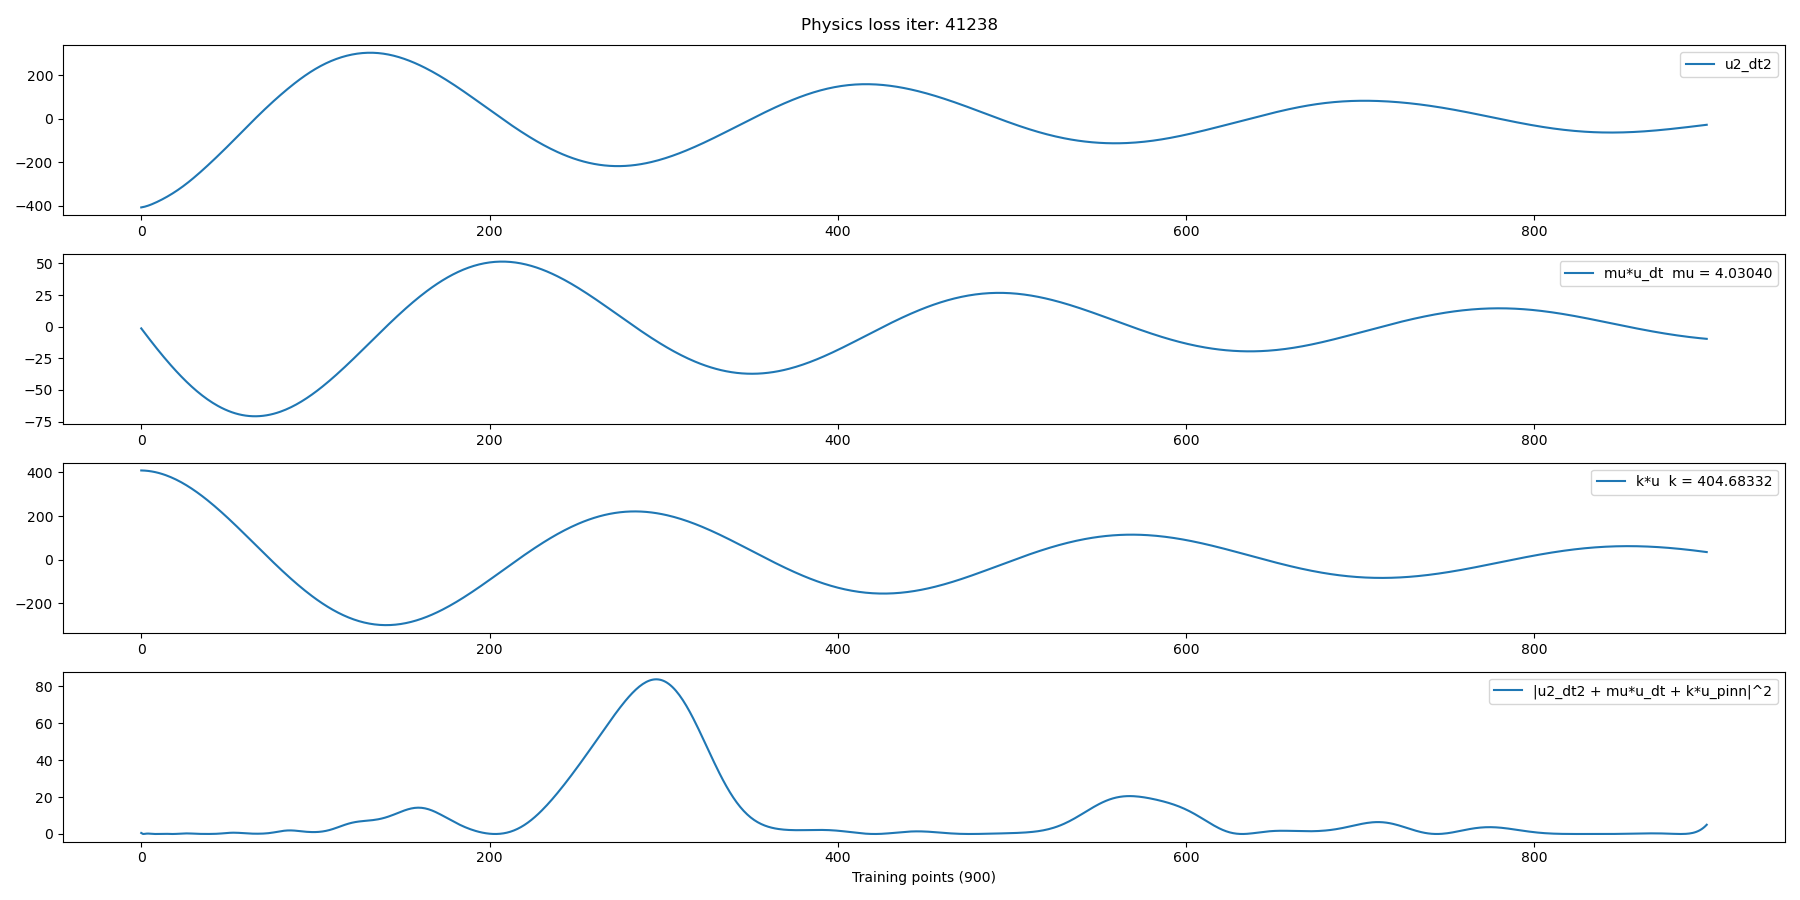 Physics loss iter: 41238
200
0
−200
−400
u2_dt2
0 200 400 600 800
50
25
0
−25
−50
−75
mu*u_dt mu = 4.03040
0 200 400 600 800
400
200
0
−200
k*u k = 404.68332
0 200 400 600 800
80
60
40
20
0
|u2_dt2 + mu*u_dt + k*u_pinn|^2
0 200 400 600 800
Training points (900)